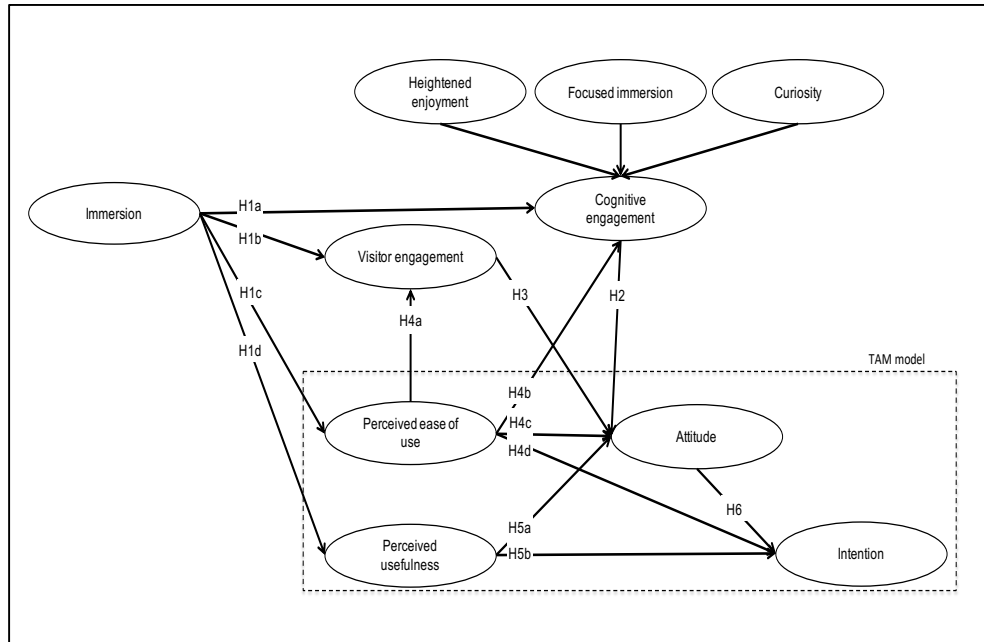 Heightened
enjoyment
Focused immersion
Curiosity
Immersion
H1a
H1b
Cognitive
engagement
Visitor engagement
H1c
H3
H2
H4a
H1d
TAM model
H4b
Perceived ease of
use
H4c
H4d
Attitude
H6
H5a
Perceived
usefulness
H5b
Intention